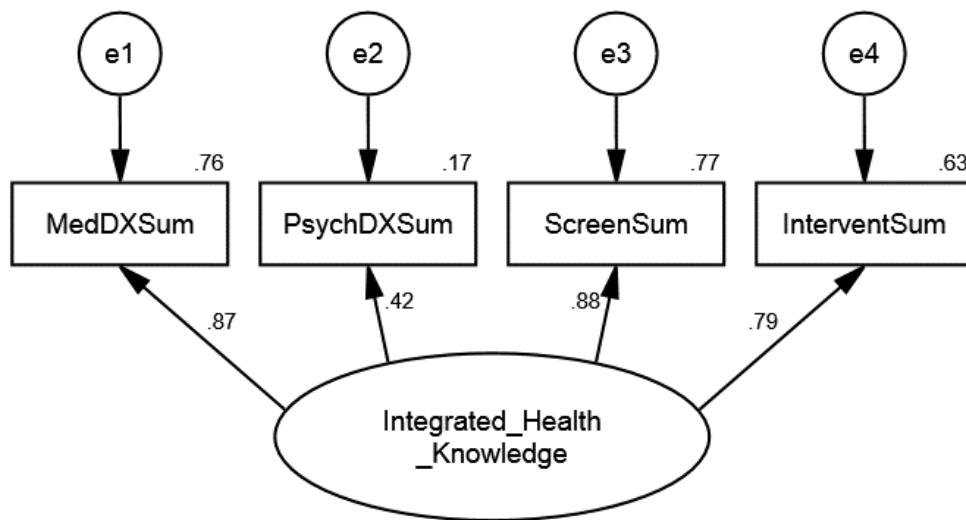 e1
e2
e3
e4
.76
.17
.77
.63
MedDXSum
PsychDXSum
ScreenSum
InterventSum
.87
.42
.88
.79
Integrated_Health
_Knowledge